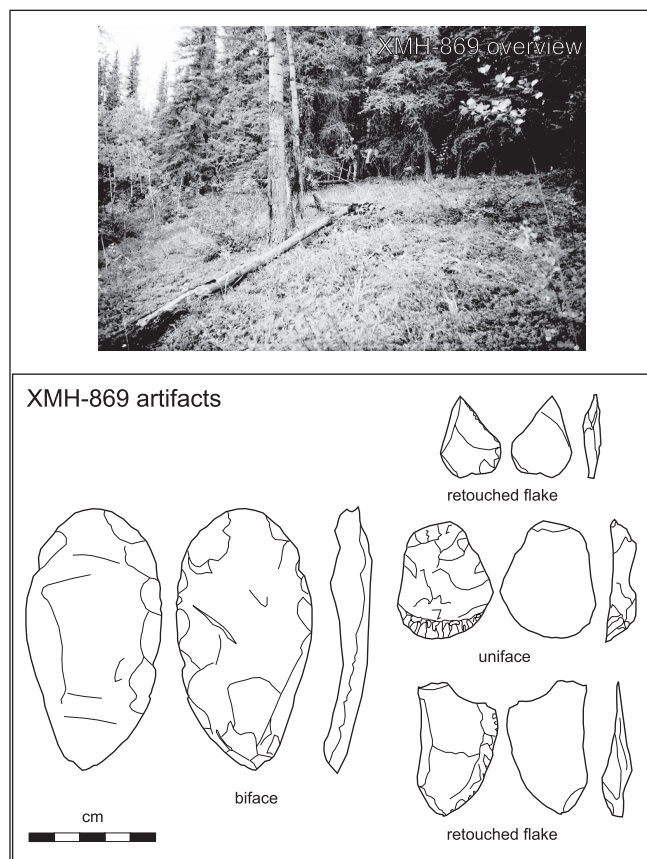 XMH-869 overview
XMH-869 artifacts
retouched flake
uniface
biface
retouched flake
cm